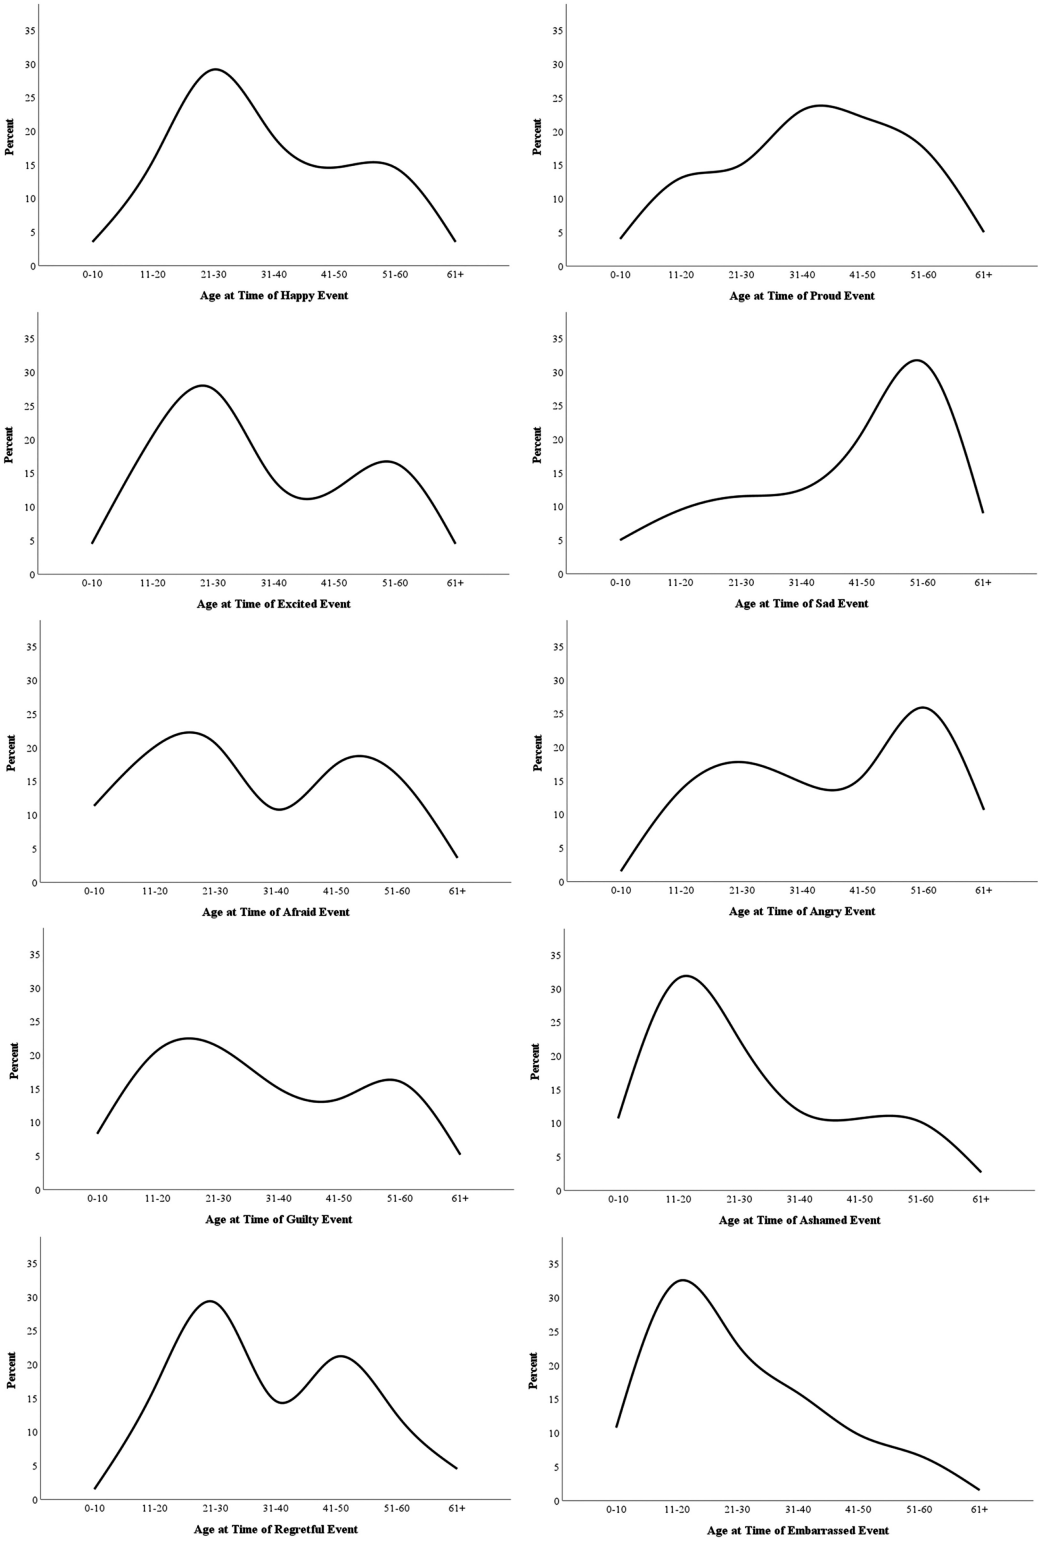 35
30
25
20
15
10
5
0
Percent
0-10 11-20 21-30 31-40 41-50 51-60 61+
Age at Time of Happy Event
35
30
25
20
15
10
5
0
Percent
0-10 11-20 21-30 31-40 41-50 51-60 61+
Age at Time of Proud Event
35
30
25
20
15
10
5
0
Percent
0-10 11-20 21-30 31-40 41-50 51-60 61+
Age at Time of Excited Event
35
30
25
20
15
10
5
0
Percent
0-10 11-20 21-30 31-40 41-50 51-60 61+
Age at Time of Sad Event
35
30
25
20
15
10
5
0
Percent
0-10 11-20 21-30 31-40 41-50 51-60 61+
Age at Time of Afraid Event
35
30
25
20
15
10
5
0
Percent
0-10 11-20 21-30 31-40 41-50 51-60 61+
Age at Time of Angry Event
35
30
25
20
15
10
5
0
Percent
0-10 11-20 21-30 31-40 41-50 51-60 61+
Age at Time of Guilty Event
35
30
25
20
15
10
5
0
Percent
0-10 11-20 21-30 31-40 41-50 51-60 61+
Age at Time of Ashamed Event
35
30
25
20
15
10
5
0
Percent
0-10 11-20 21-30 31-40 41-50 51-60 61+
Age at Time of Regretful Event
35
30
25
20
15
10
5
0
Percent
0-10 11-20 21-30 31-40 41-50 51-60 61+
Age at Time of Embarrassed Event